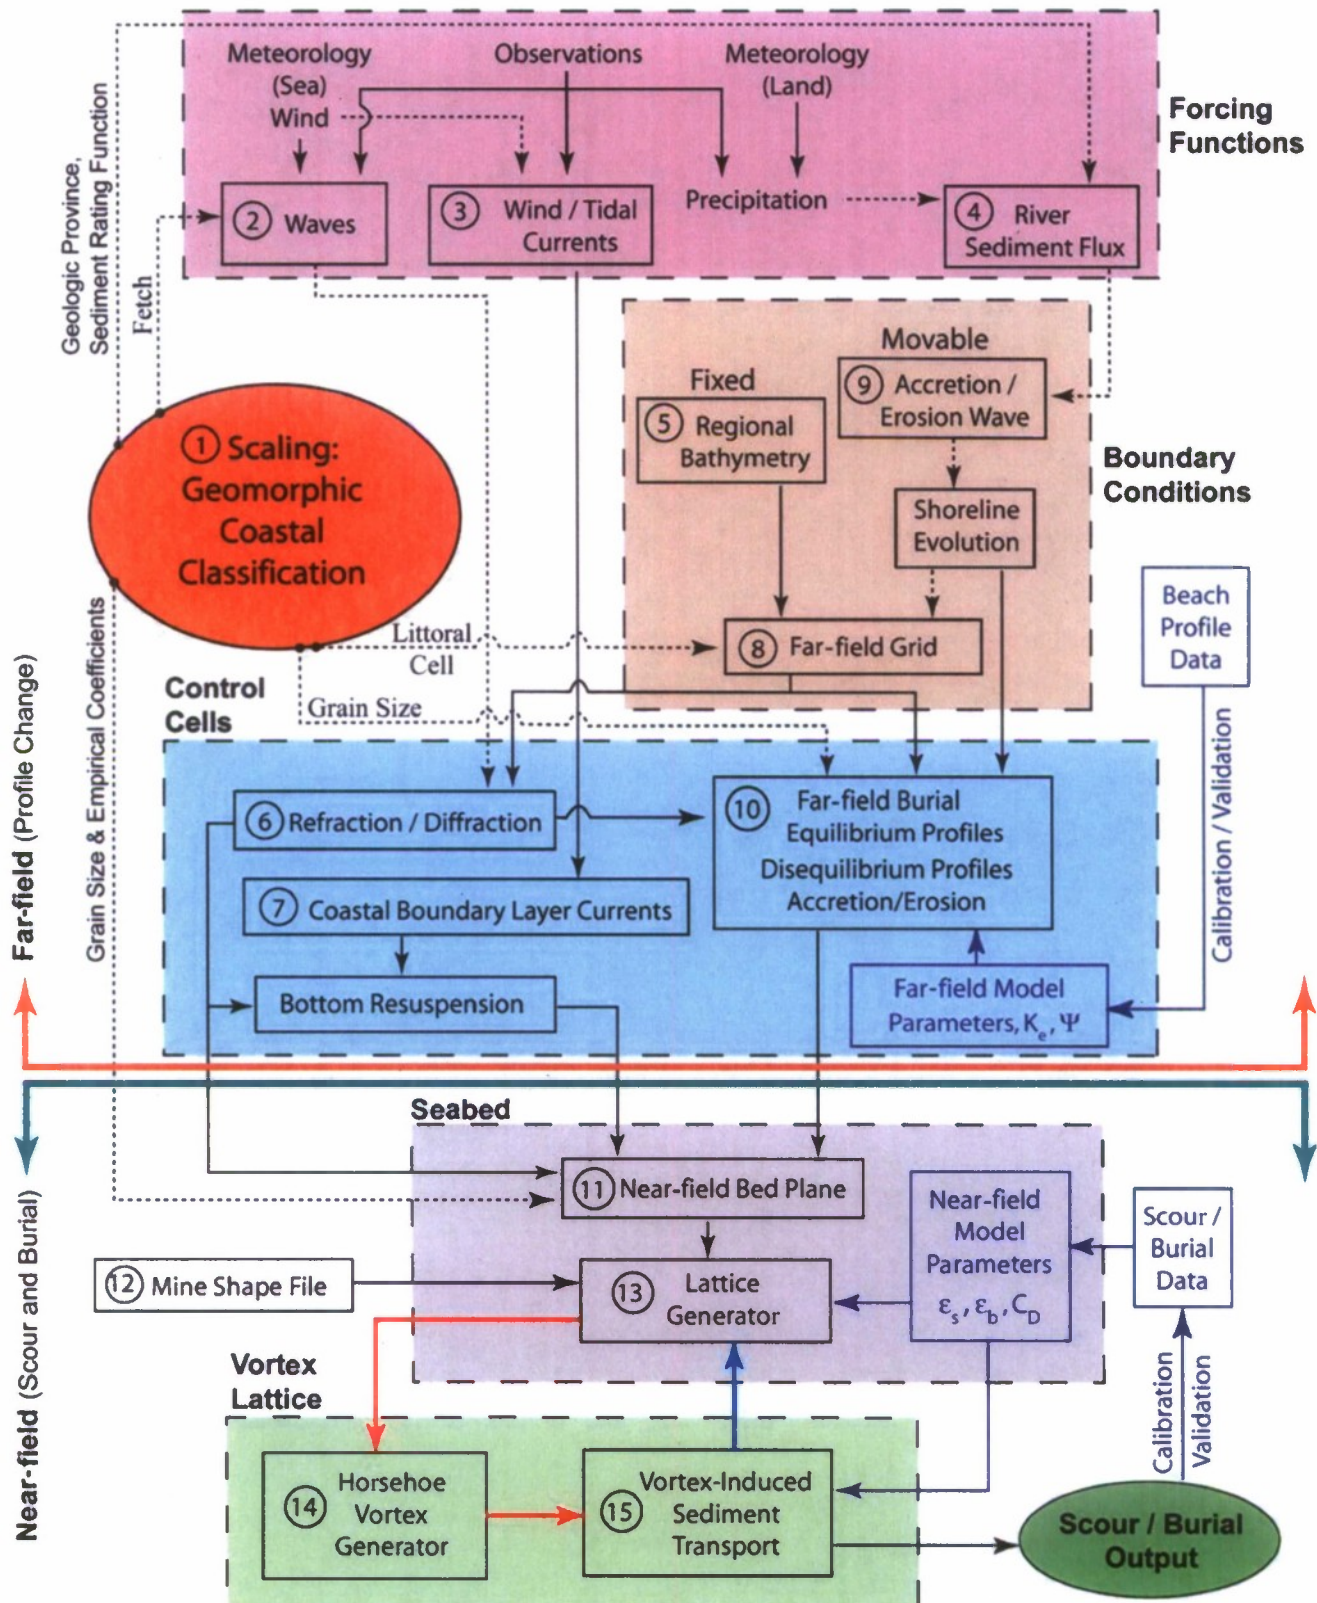 Meteorology
(Sea)
Wind
Observations
Meteorology
(Land)
Forcing
Functions
Geologic Province,
Sediment Rating Function
Fetch
2 Waves
3 Wind / Tidal
Currents
Precipitation
4 River
Sediment Flux
Movable
Fixed
9 Accretion /
Erosion Wave
5 Regional
Bathymetry
Boundary
Conditions
1 Scaling:
Geomorphic
Coastal
Classification
Shoreline
Evolution
Beach
Profile
Data
Littoral
Cell
8 Far-field Grid
Control
Cells
Grain Size
Far-field (Profile Change)
Grain Size & Empirical Coefficients
6 Refraction / Diffraction
10 Far-field Burial
Equilibrium Profiles
Disequilibrium Profiles
Accretion/Erosion
7 Coastal Boundary Layer Currents
Calibration / Validation
Bottom Resuspension
Far-field Model
Parameters, Ke, Ψ
Seabed
Near-field (Scour and Burial)
11 Near-field Bed Plane
Near-field
Model
Parameters
εs, εb, CD
Scour /
Burial
Data
12 Mine Shape File
13 Lattice
Generator
Vortex
Lattice
Calibration
Validation
14 Horsehoe
Vortex
Generator
15 Vortex-Induced
Sediment
Transport
Scour / Burial
Output